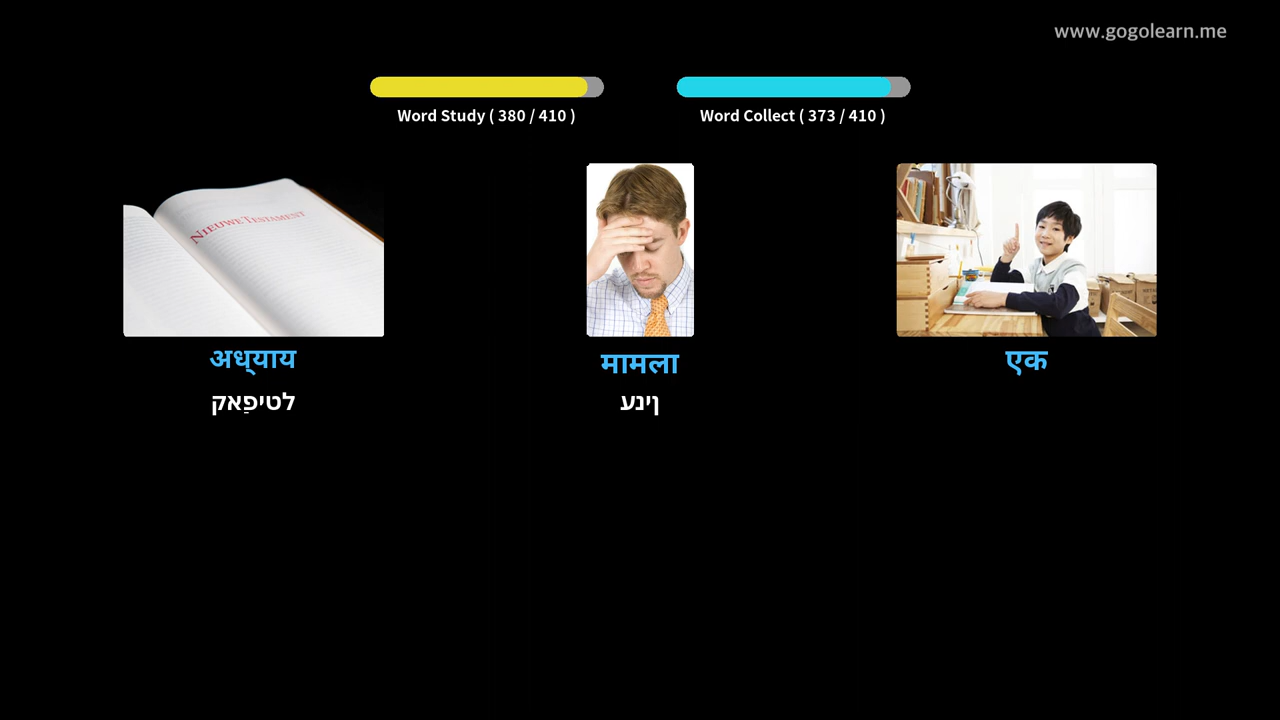 www.gogolearn.me
Word Study ( 380 / 410 )
Word Collect ( 373 / 410 )
NIEUWE TESTAMENT
अध्याय
मामला
एक
לטיפַאק
ןינע